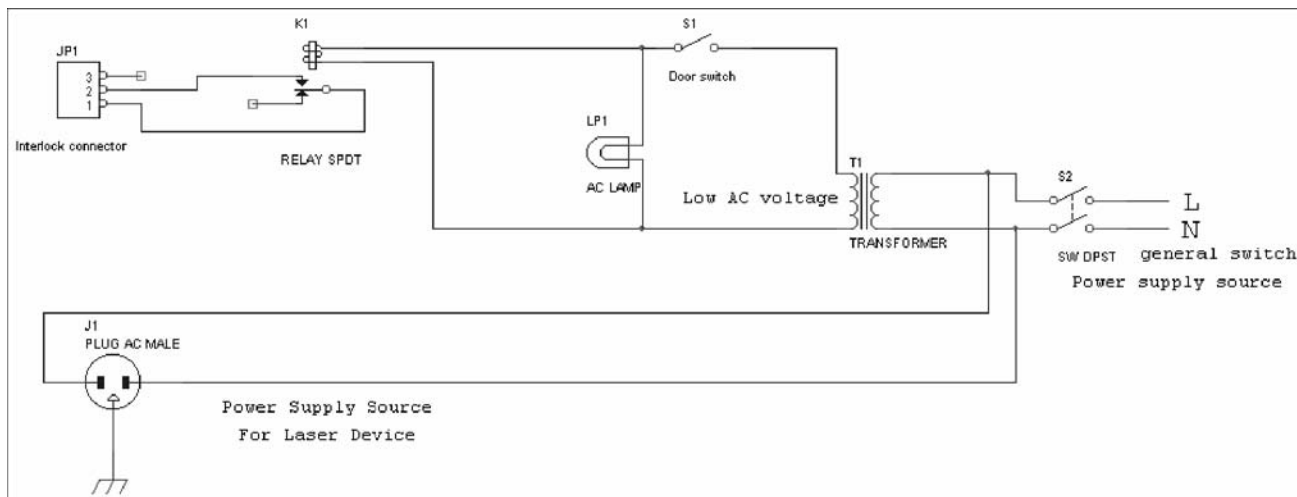 K1
S1
JP1
3
2
1
Door switch
Interlock connector
RELAY SPDT
LP1
AC LAMP
T1
Low AC voltage
TRANSFORMER
S2
L
N
SW DPST
general switch
Power supply source
J1
PLUG AC MALE
Power Supply Source
For Laser Device